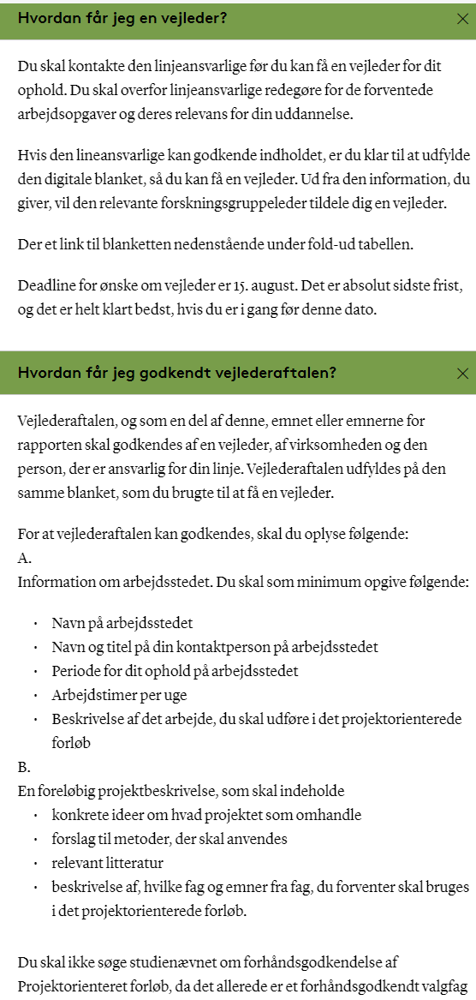 Hvordan får jeg en vejleder?
Du skal kontakte den linjeansvarlige før du kan få en vejleder for dit
ophold. Du skal overfor linjeansvarlige redegøre for de forventede
arbejdsopgaver og deres relevans for din uddannelse.
Hvis den lineansvarlige kan godkende indholdet, er du klar til at udfylde
den digitale blanket, så du kan få en vejleder. Ud fra den information, du
giver, vil den relevante forskningsgruppeleder tildele dig en vejleder.
Der et link til blanketten nedenstående under fold-ud tabellen.
Deadline for ønske om vejleder er 15. august. Det er absolut sidste frist,
og det er helt klart bedst, hvis du er i gang før denne dato.
Hvordan får jeg godkendt vejlederaftalen?
Vejlederaftalen, og som en del af denne, emnet eller emnerne for
rapporten skal godkendes af en vejleder, af virksomheden og den
person, der er ansvarlig for din linje. Vejlederaftalen udfyldes på den
samme blanket, som du brugte til at få en vejleder.
For at vejlederaftalen kan godkendes, skal du oplyse følgende:
A.
Information om arbejdsstedet. Du skal som minimum opgive følgende:
· Navn på arbejdsstedet
· Navn og titel på din kontaktperson på arbejdsstedet
· Periode for dit ophold på arbejdsstedet
· Arbejdstimer per uge
· Beskrivelse af det arbejde, du skal udføre i det projektorienterede
forløb
B.
En foreløbig projektbeskrivelse, som skal indeholde
· konkrete ideer om hvad projektet som omhandle
· forslag til metoder, der skal anvendes
· relevant litteratur
· beskrivelse af, hvilke fag og emner fra fag, du forventer skal bruges
i det projektorienterede forløb.
Du skal ikke søge studienævnet om forhåndsgodkendelse af
Projektorienteret forløb, da det allerede er et forhåndsgodkendt valgfag